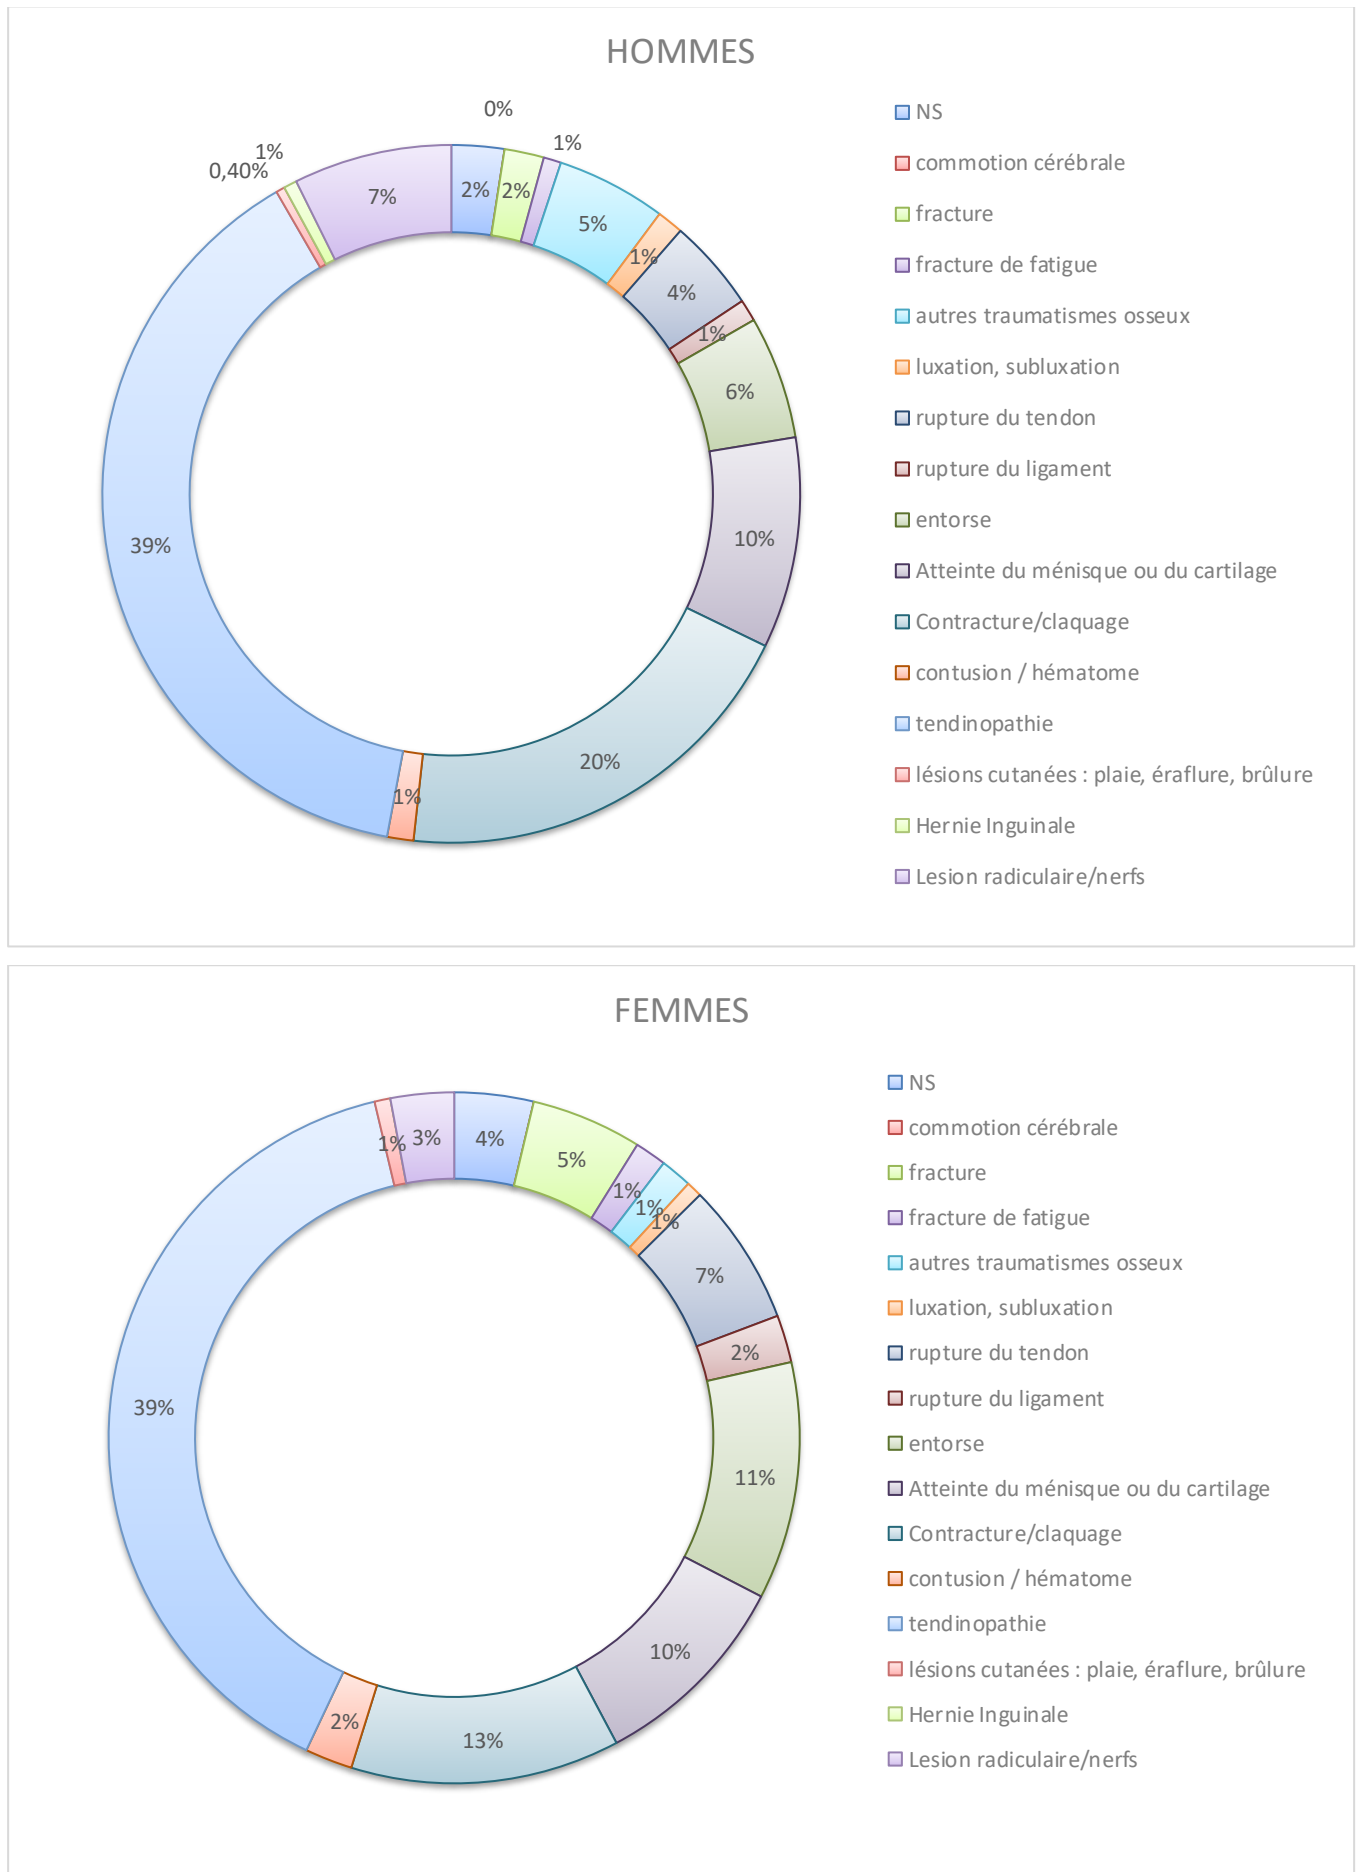 HOMMES
0%
1%
1%
0,40%
7%
2%
2%
5%
1%
4%
1%
6%
10%
20%
1%
39%
NS
commotion cérébrale
fracture
fracture de fatigue
autres traumatismes osseux
luxation, subluxation
rupture du tendon
rupture du ligament
entorse
Atteinte du ménisque ou du cartilage
Contracture/claquage
contusion / hématome
tendinopathie
lésions cutanées : plaie, éraflure, brûlure
Hernie Inguinale
Lesion radiculaire/nerfs
FEMMES
1%
3%
4%
5%
1%
1%
1%
7%
2%
11%
10%
13%
2%
39%
NS
commotion cérébrale
fracture
fracture de fatigue
autres traumatismes osseux
luxation, subluxation
rupture du tendon
rupture du ligament
entorse
Atteinte du ménisque ou du cartilage
Contracture/claquage
contusion / hématome
tendinopathie
lésions cutanées : plaie, éraflure, brûlure
Hernie Inguinale
Lesion radiculaire/nerfs